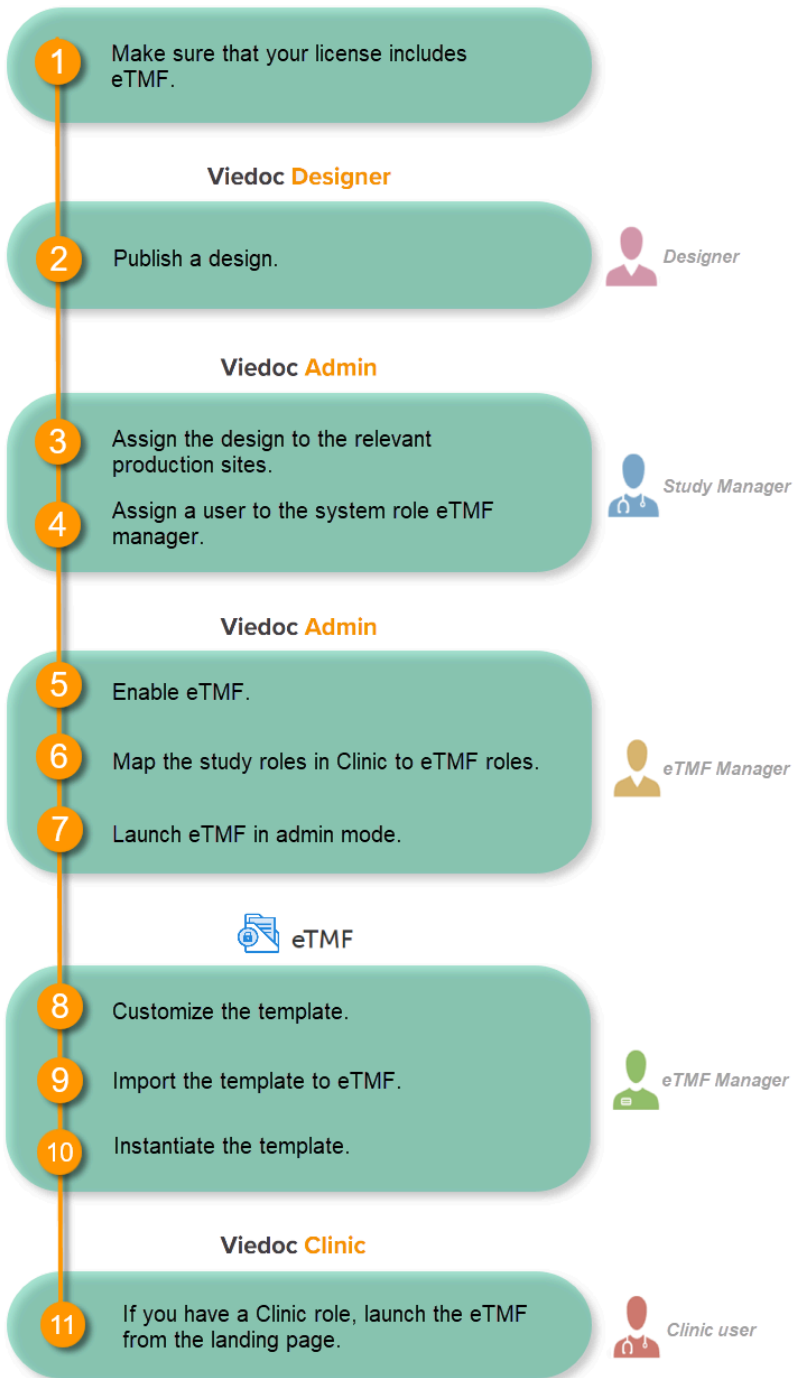 1
Make sure that your license includes
eTMF.
Viedoc Designer
2
Publish a design.
Designer
Viedoc Admin
3
Assign the design to the relevant
production sites.
4
Assign a user to the system role eTMF
manager.
Study Manager
Viedoc Admin
5
Enable eTMF.
6
Map the study roles in Clinic to eTMF roles.
7
Launch eTMF in admin mode.
eTMF Manager
eTMF
8
Customize the template.
9
Import the template to eTMF.
10
Instantiate the template.
eTMF Manager
Viedoc Clinic
11
If you have a Clinic role, launch the eTMF
from the landing page.
Clinic user